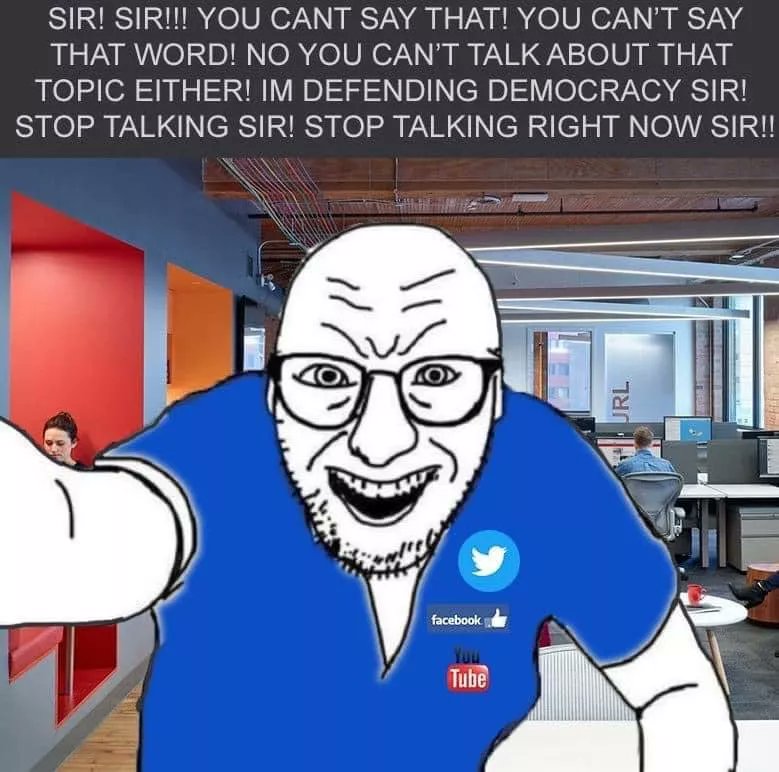 SIR! SIR!!! YOU CANT SAY THAT! YOU CAN'T SAY
THAT WORD! NO YOU CAN'T TALK ABOUT THAT
TOPIC EITHER! IM DEFENDING DEMOCRACY SIR!
STOP TALKING SIR! STOP TALKING RIGHT NOW SIR!!
URL
facebook
You
Tube